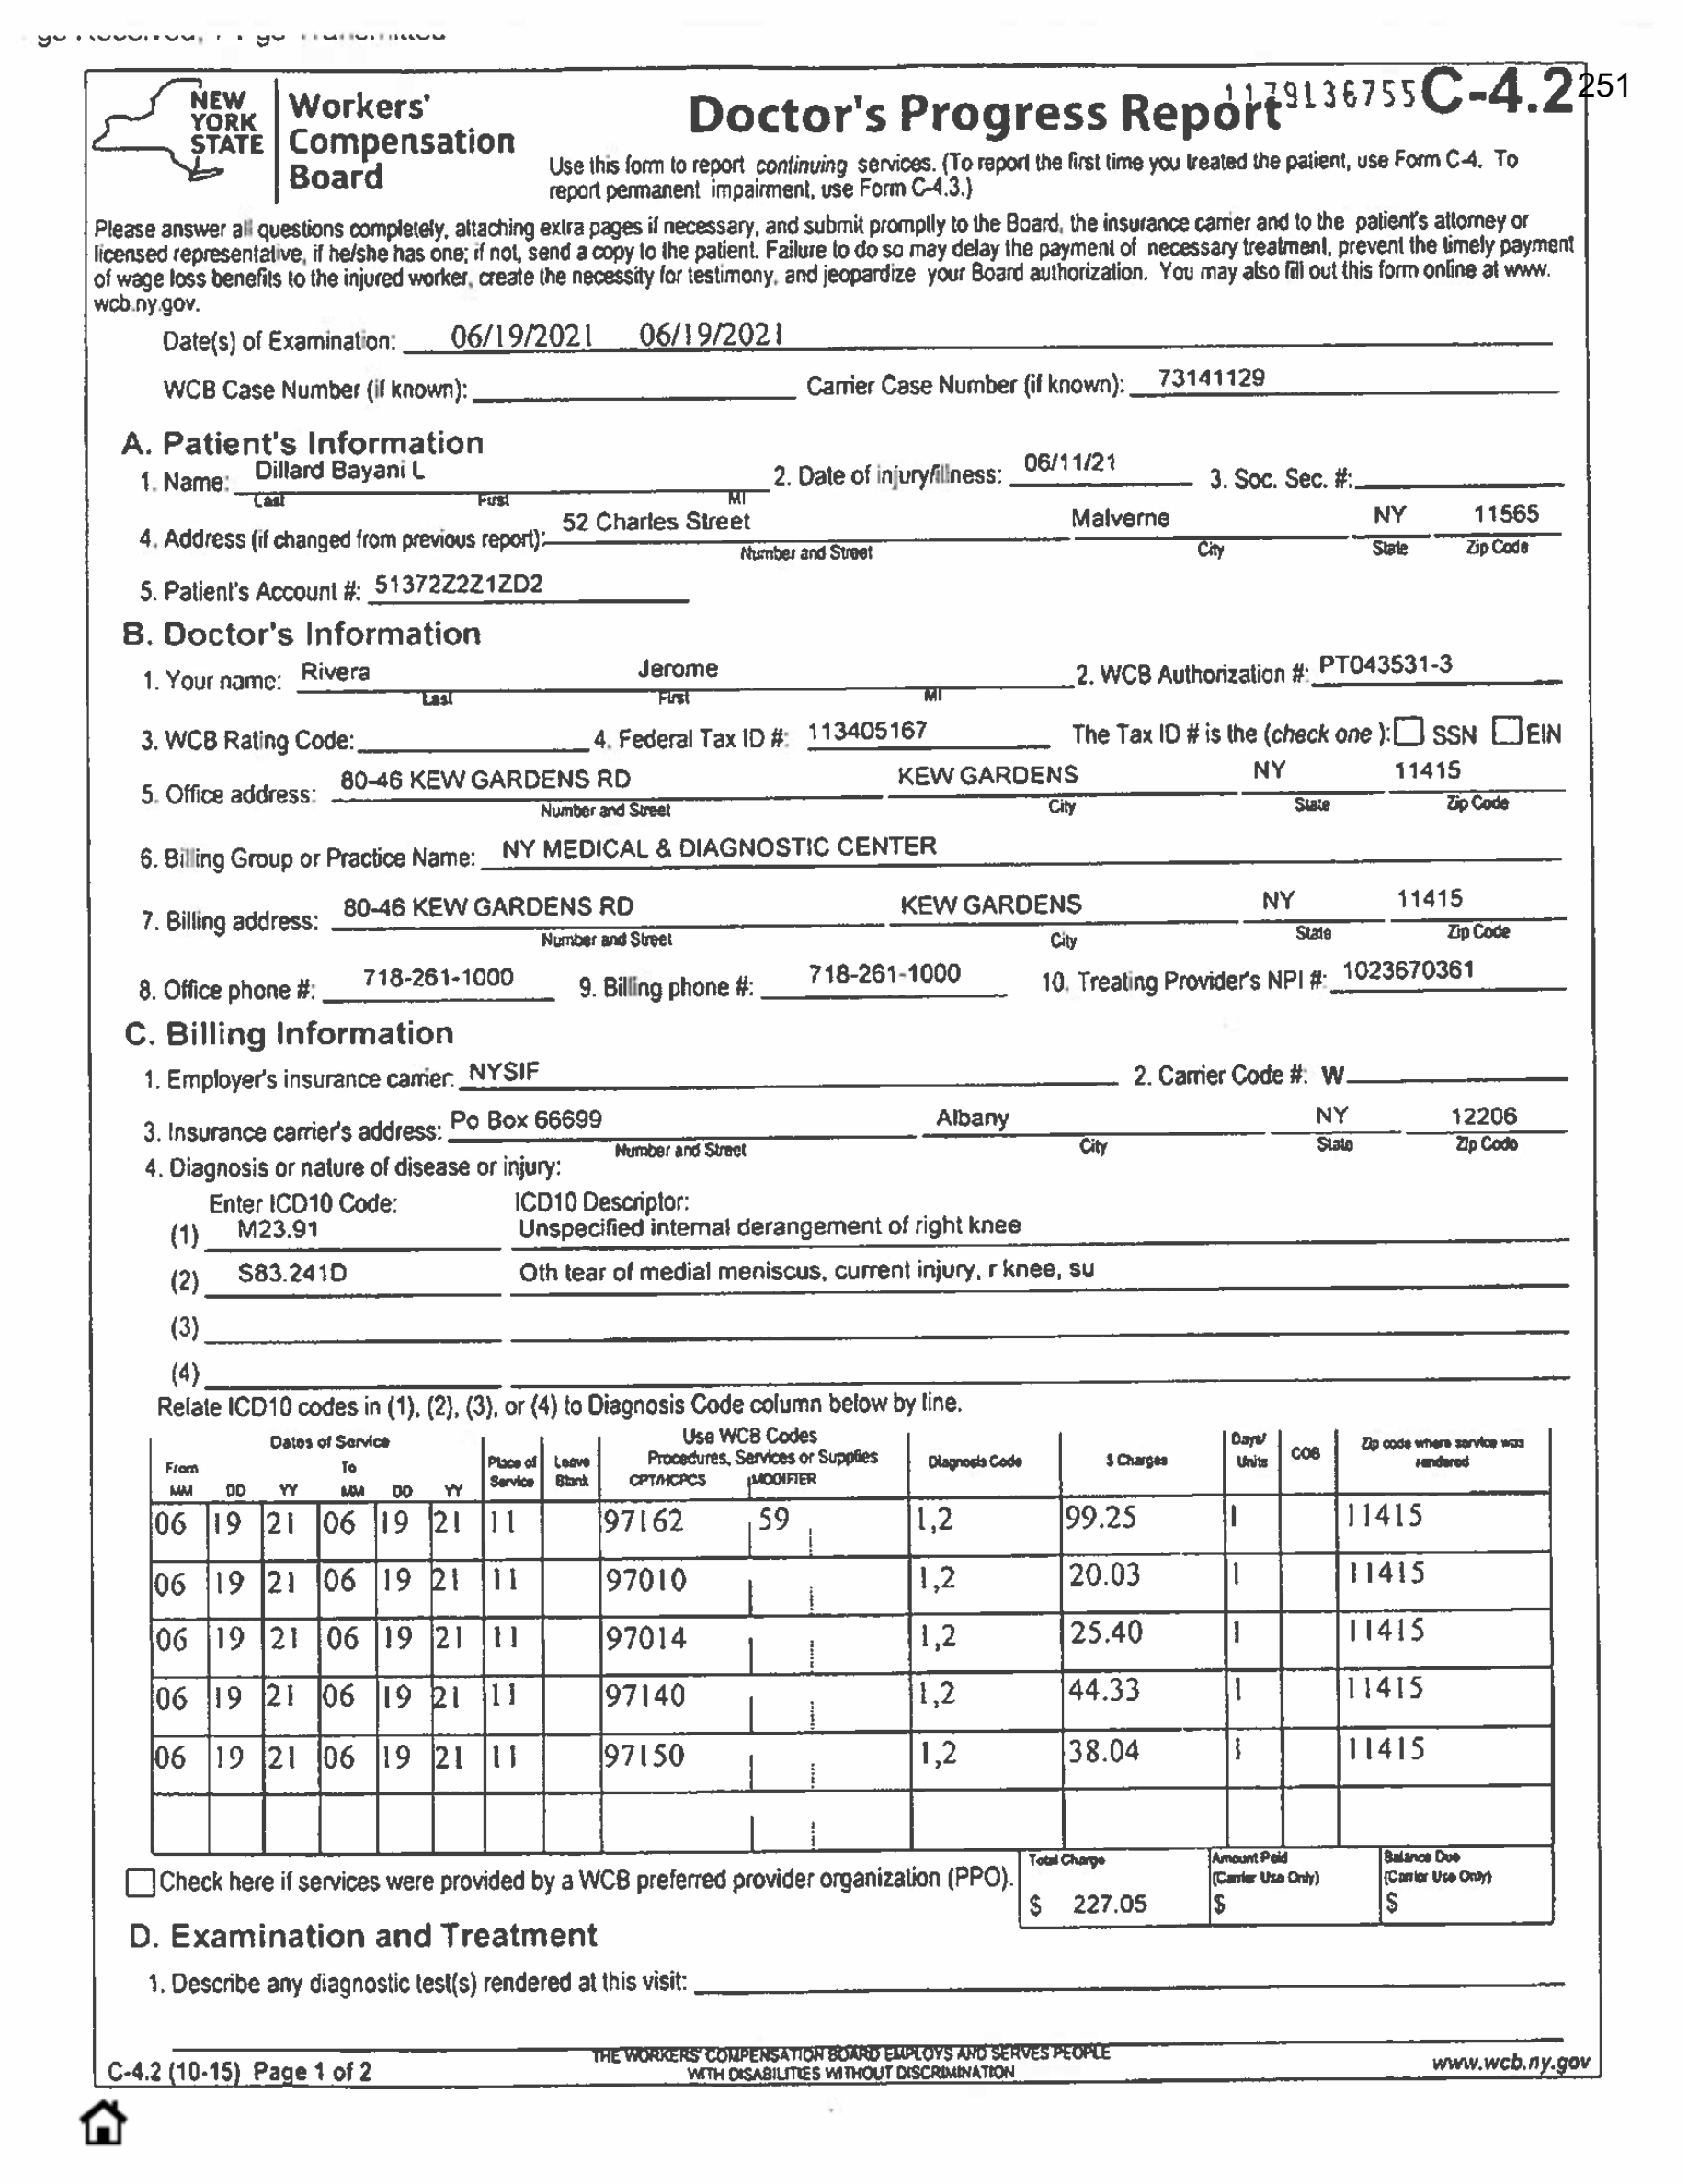 NEW
YORK
STATE
Workers'
Compensation
Board
Doctor's Progress Report
1179136755
C-4.2
251
Use this form to report continuing services. (To report the first time you treated the patient, use Form C-4. To
report permanent impairment, use Form C-4.3.)
Please answer all questions completely, attaching extra pages if necessary, and submit promptly to the Board, the insurance carrier and to the patient's attorney or
licensed representative, if he/she has one; if not, send a copy to the patient. Failure to do so may delay the payment of necessary treatment, prevent the timely payment
of wage loss benefits to the injured worker, create the necessity for testimony, and jeopardize your Board authorization. You may also fill out this form online at www.
wcb.ny.gov.
Date(s) of Examination: 06/19/2021 06/19/2021
WCB Case Number (if known): Carrier Case Number (if known): 73141129
A. Patient's Information
1. Name: Dillard Bayani L 2. Date of injury/illness: 06/11/21 3. Soc. Sec. #:
Last First MI
4. Address (if changed from previous report): 52 Charles Street Malverne NY 11565
Number and Street City State Zip Code
5. Patient's Account #: 51372Z2Z1ZD2
B. Doctor's Information
1. Your name: Rivera Jerome 2. WCB Authorization #: PT043531-3
Last First MI
3. WCB Rating Code: 4. Federal Tax ID #: 113405167 The Tax ID # is the (check one ): SSN EIN
5. Office address: 80-46 KEW GARDENS RD KEW GARDENS NY 11415
Number and Street City State Zip Code
6. Billing Group or Practice Name: NY MEDICAL & DIAGNOSTIC CENTER
7. Billing address: 80-46 KEW GARDENS RD KEW GARDENS NY 11415
Number and Street City State Zip Code
8. Office phone #: 718-261-1000 9. Billing phone #: 718-261-1000 10. Treating Provider's NPI #: 1023670361
C. Billing Information
1. Employer's insurance carrier: NYSIF 2. Carrier Code #: W
3. Insurance carrier's address: Po Box 66699 Albany NY 12206
Number and Street City State Zip Code
4. Diagnosis or nature of disease or injury:
Enter ICD10 Code: ICD10 Descriptor:
(1) M23.91 Unspecified internal derangement of right knee
(2) S83.241D Oth tear of medial meniscus, current injury, r knee, su
(3)
(4)
Relate ICD10 codes in (1), (2), (3), or (4) to Diagnosis Code column below by line.
Dates of Service
From To
MM DD YY MM DD YY
Place of Service
Leave Blank
Use WCB Codes
Procedures, Services or Supplies
CPT/HCPCS MODIFIER
Diagnosis Code
$ Charges
Days/ Units
COB
Zip code where service was rendered
06 19 21 06 19 21 11 97162 59 1,2 99.25 1 11415
06 19 21 06 19 21 11 97010 1,2 20.03 1 11415
06 19 21 06 19 21 11 97014 1,2 25.40 1 11415
06 19 21 06 19 21 11 97140 1,2 44.33 1 11415
06 19 21 06 19 21 11 97150 1,2 38.04 1 11415
Check here if services were provided by a WCB preferred provider organization (PPO).
Total Charge
$ 227.05
Amount Paid
(Carrier Use Only)
$
Balance Due
(Carrier Use Only)
$
D. Examination and Treatment
1. Describe any diagnostic test(s) rendered at this visit:
C-4.2 (10-15) Page 1 of 2
THE WORKERS' COMPENSATION BOARD EMPLOYS AND SERVES PEOPLE
WITH DISABILITIES WITHOUT DISCRIMINATION
www.wcb.ny.gov